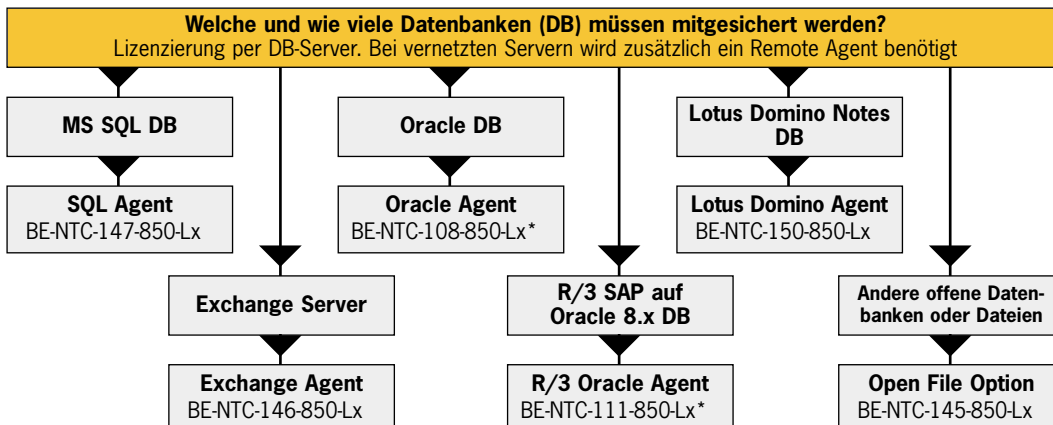 Welche und wie viele Datenbanken (DB) müssen mitgesichert werden?
Lizenzierung per DB-Server. Bei vernetzten Servern wird zusätzlich ein Remote Agent benötigt
MS SQL DB
Oracle DB
Lotus Domino Notes
DB
SQL Agent
BE-NTC-147-850-Lx
Oracle Agent
BE-NTC-108-850-Lx*
Lotus Domino Agent
BE-NTC-150-850-Lx
Exchange Server
R/3 SAP auf
Oracle 8.x DB
Andere offene Daten-
banken oder Dateien
Exchange Agent
BE-NTC-146-850-Lx
R/3 Oracle Agent
BE-NTC-111-850-Lx*
Open File Option
BE-NTC-145-850-Lx